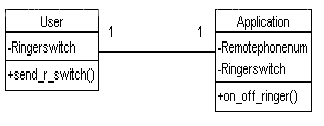 User
-Ringerswitch
+send_r_switch()
1
1
Application
-Remotephonenum
-Ringerswitch
+on_off_ringer()